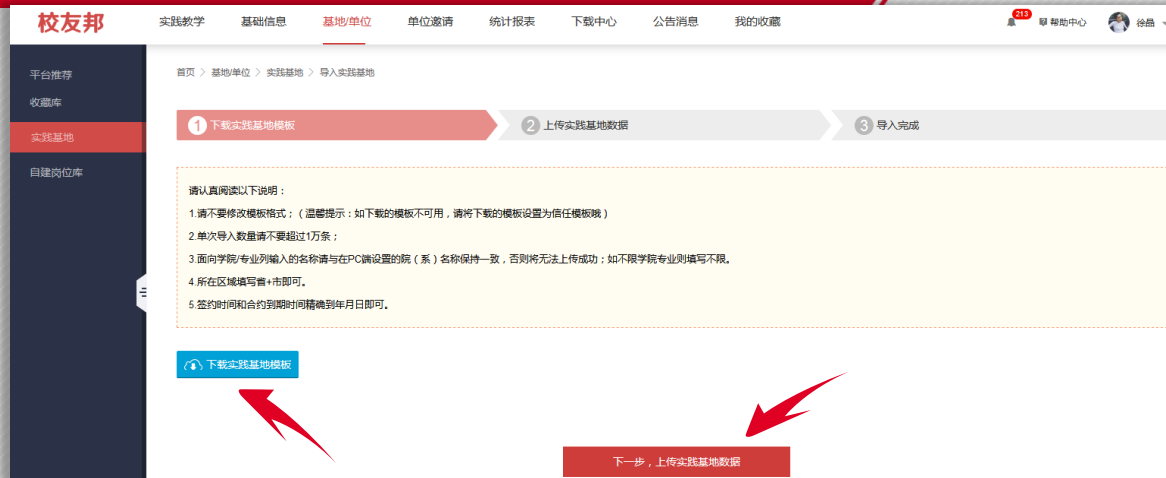 校友邦 实践教学 基础信息 基地/单位 单位邀请 统计报表 下载中心 公告消息 我的收藏 213 帮助中心 徐晶
平台推荐
收藏库
实践基地
自建岗位库
首页 > 基地/单位 > 实践基地 > 导入实践基地
1 下载实践基地模板 2 上传实践基地数据 3 导入完成
请认真阅读以下说明：
1.请不要修改模板格式；（温馨提示：如下载的模板不可用，请将下载的模板设置为信任模板哦）
2.单次导入数量请不要超过1万条；
3.面向学院/专业列输入的名称请与在PC端设置的院（系）名称保持一致，否则将无法上传成功；如不限学院专业则填写不限。
4.所在区域填写省+市即可。
5.签约时间和合约到期时间精确到年月日即可。
下载实践基地模板
下一步，上传实践基地数据